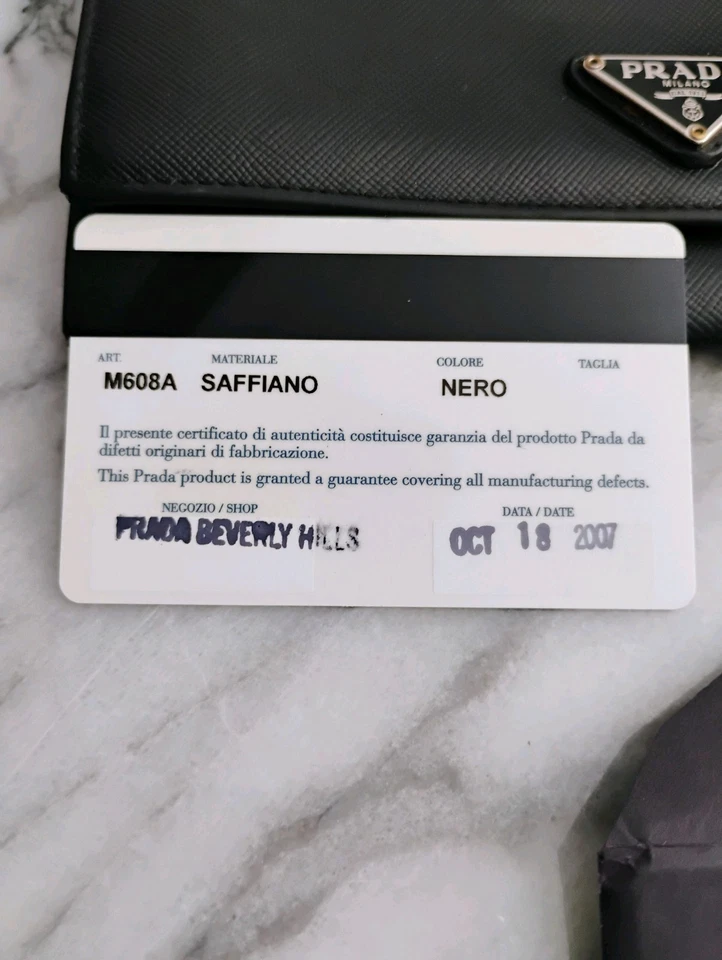 PRAD
MILANO
ART. MATERIALE COLORE TAGLIA
M608A SAFFIANO NERO
Il presente certificato di autenticità costituisce garanzia del prodotto Prada da
difetti originari di fabbricazione.
This Prada product is granted a guarantee covering all manufacturing defects.
NEGOZIO / SHOP DATA / DATE
PRADA BEVERLY HILLS OCT 18 2007